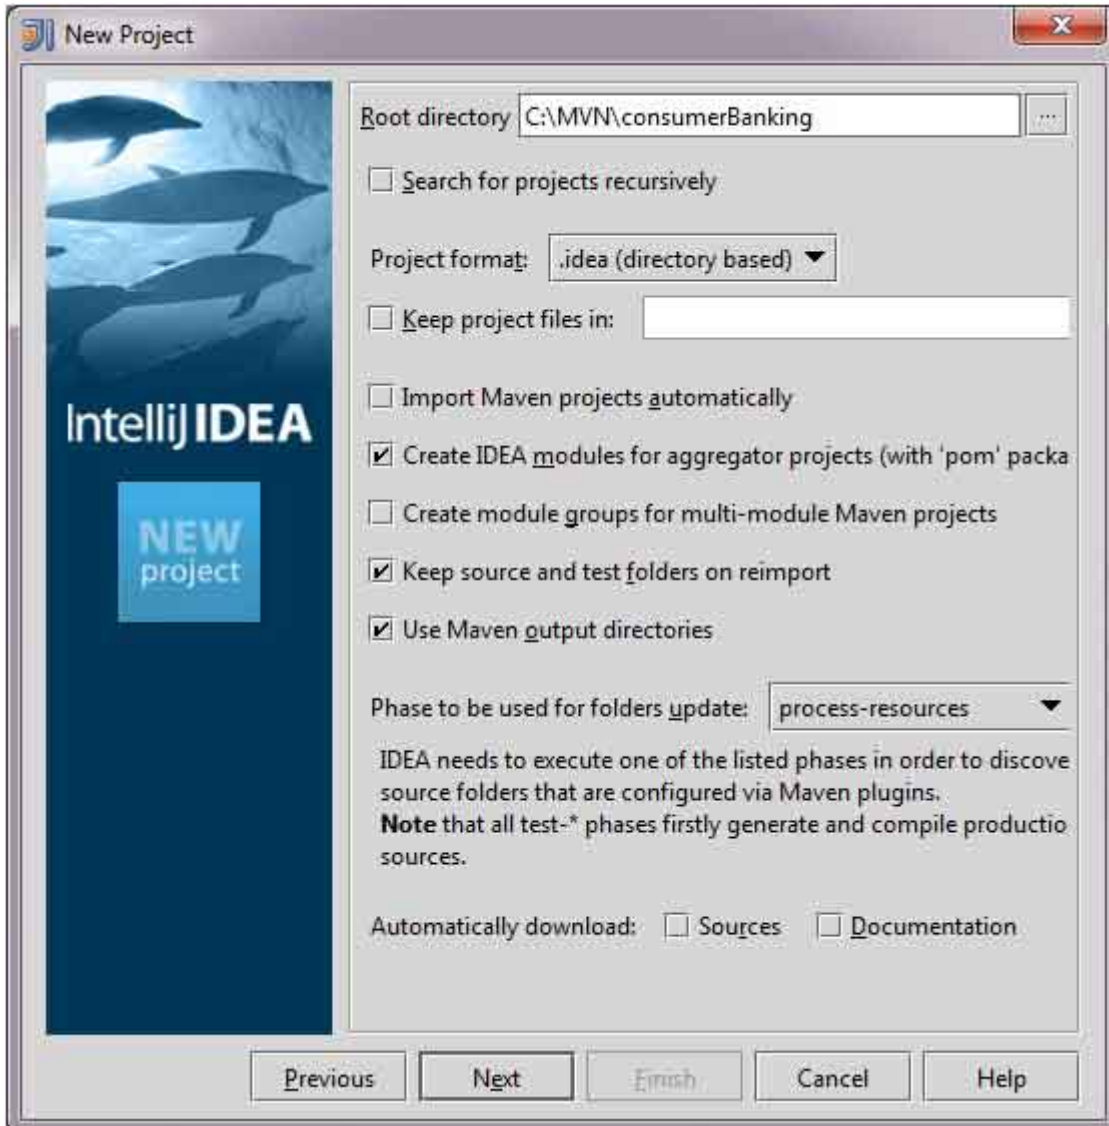 New Project
Root directory C:\MVN\consumerBanking ...
Search for projects recursively
Project format: .idea (directory based)
Keep project files in:
Import Maven projects automatically
IntelliJ IDEA
Create IDEA modules for aggregator projects (with 'pom' packa
NEW
project
Create module groups for multi-module Maven projects
Keep source and test folders on reimport
Use Maven output directories
Phase to be used for folders update: process-resources
IDEA needs to execute one of the listed phases in order to discove
source folders that are configured via Maven plugins.
Note that all test-* phases firstly generate and compile productio
sources.
Automatically download: Sources Documentation
Previous Next Finish Cancel Help